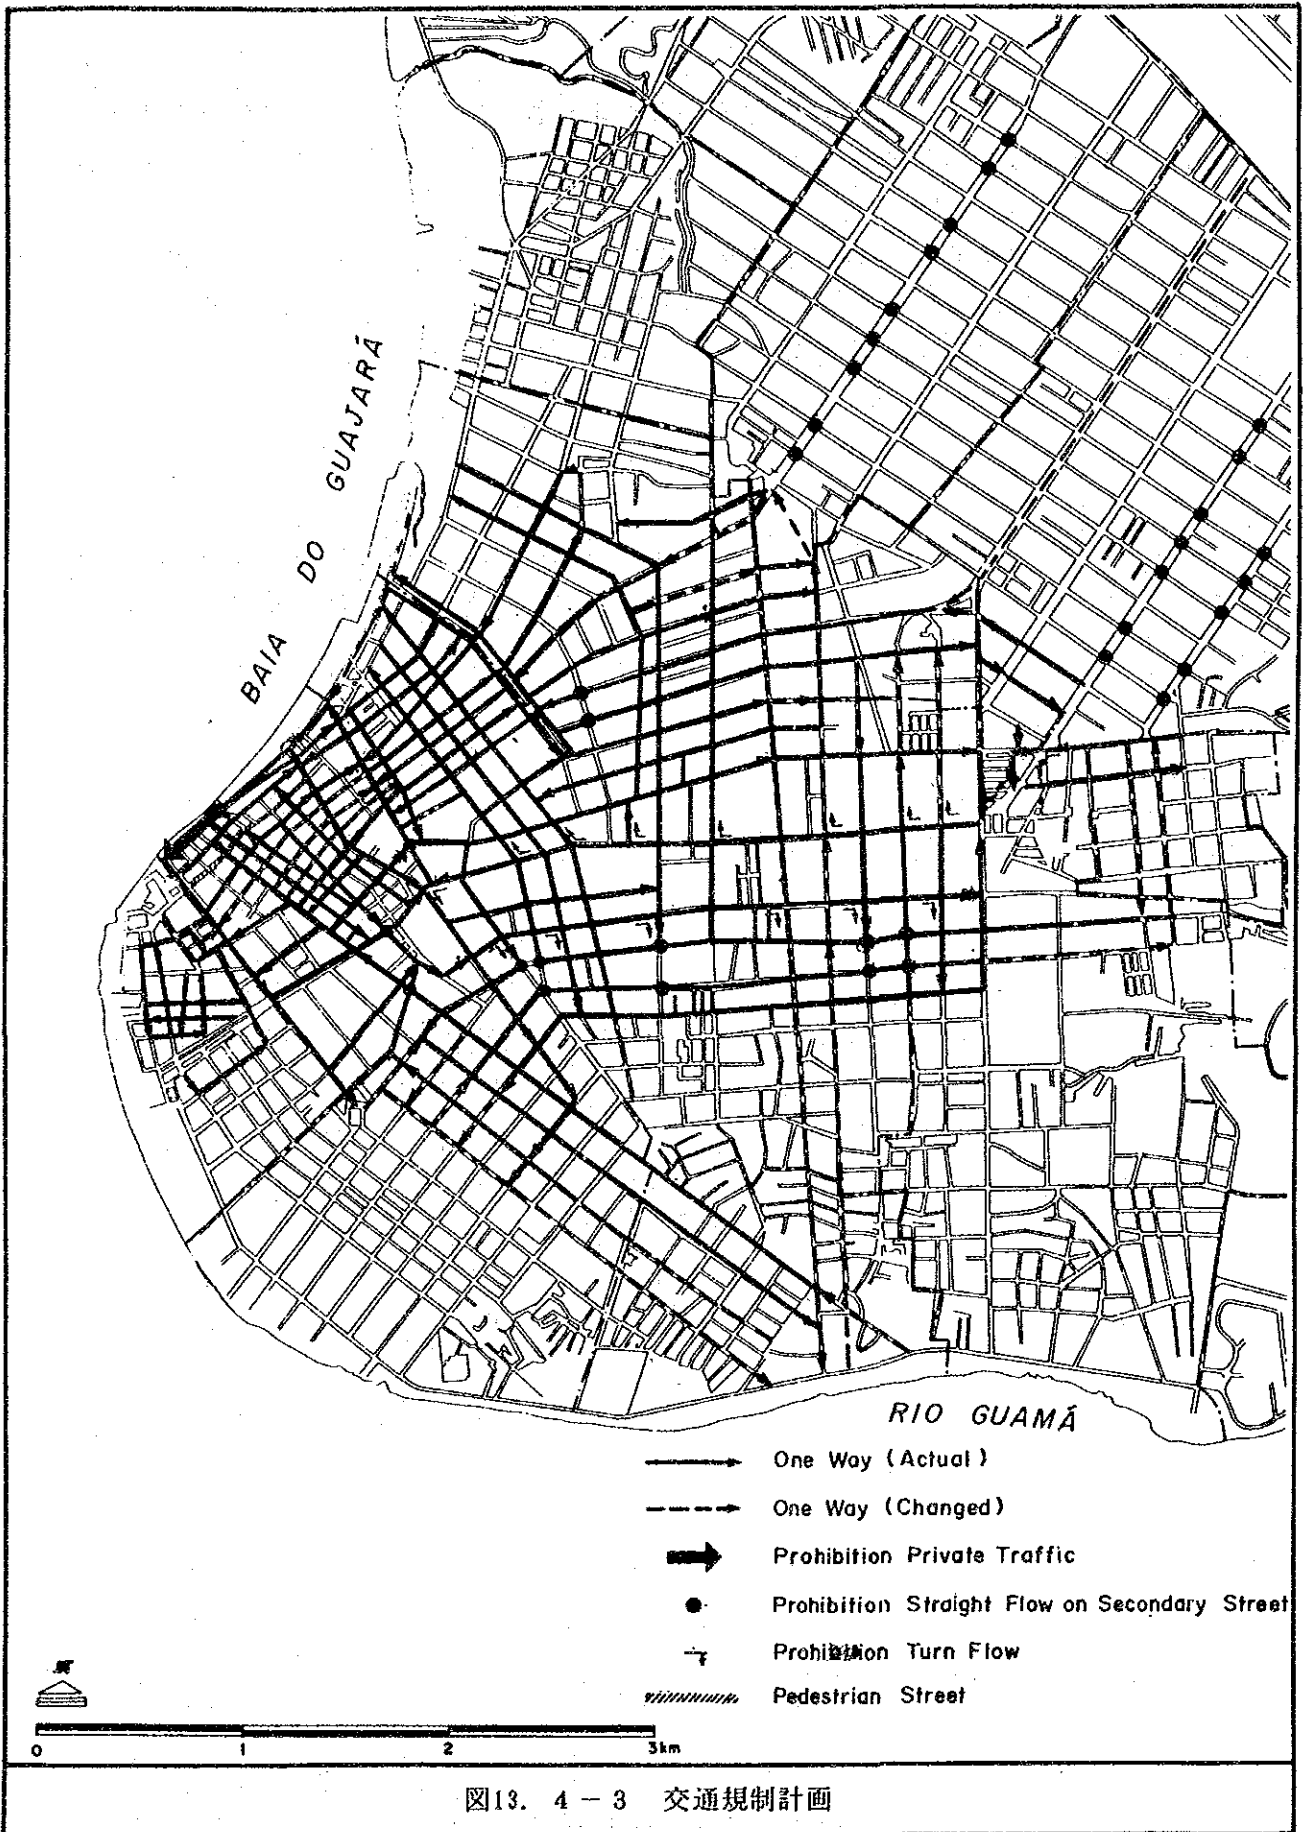 BAIA DO GUAJARÁ
RIO GUAMÁ
One Way (Actual)
One Way (Changed)
Prohibition Private Traffic
Prohibition Straight Flow on Secondary Street
Prohibition Turn Flow
Pedestrian Street
0 1 2 3km
図13. 4-3 交通規制計画